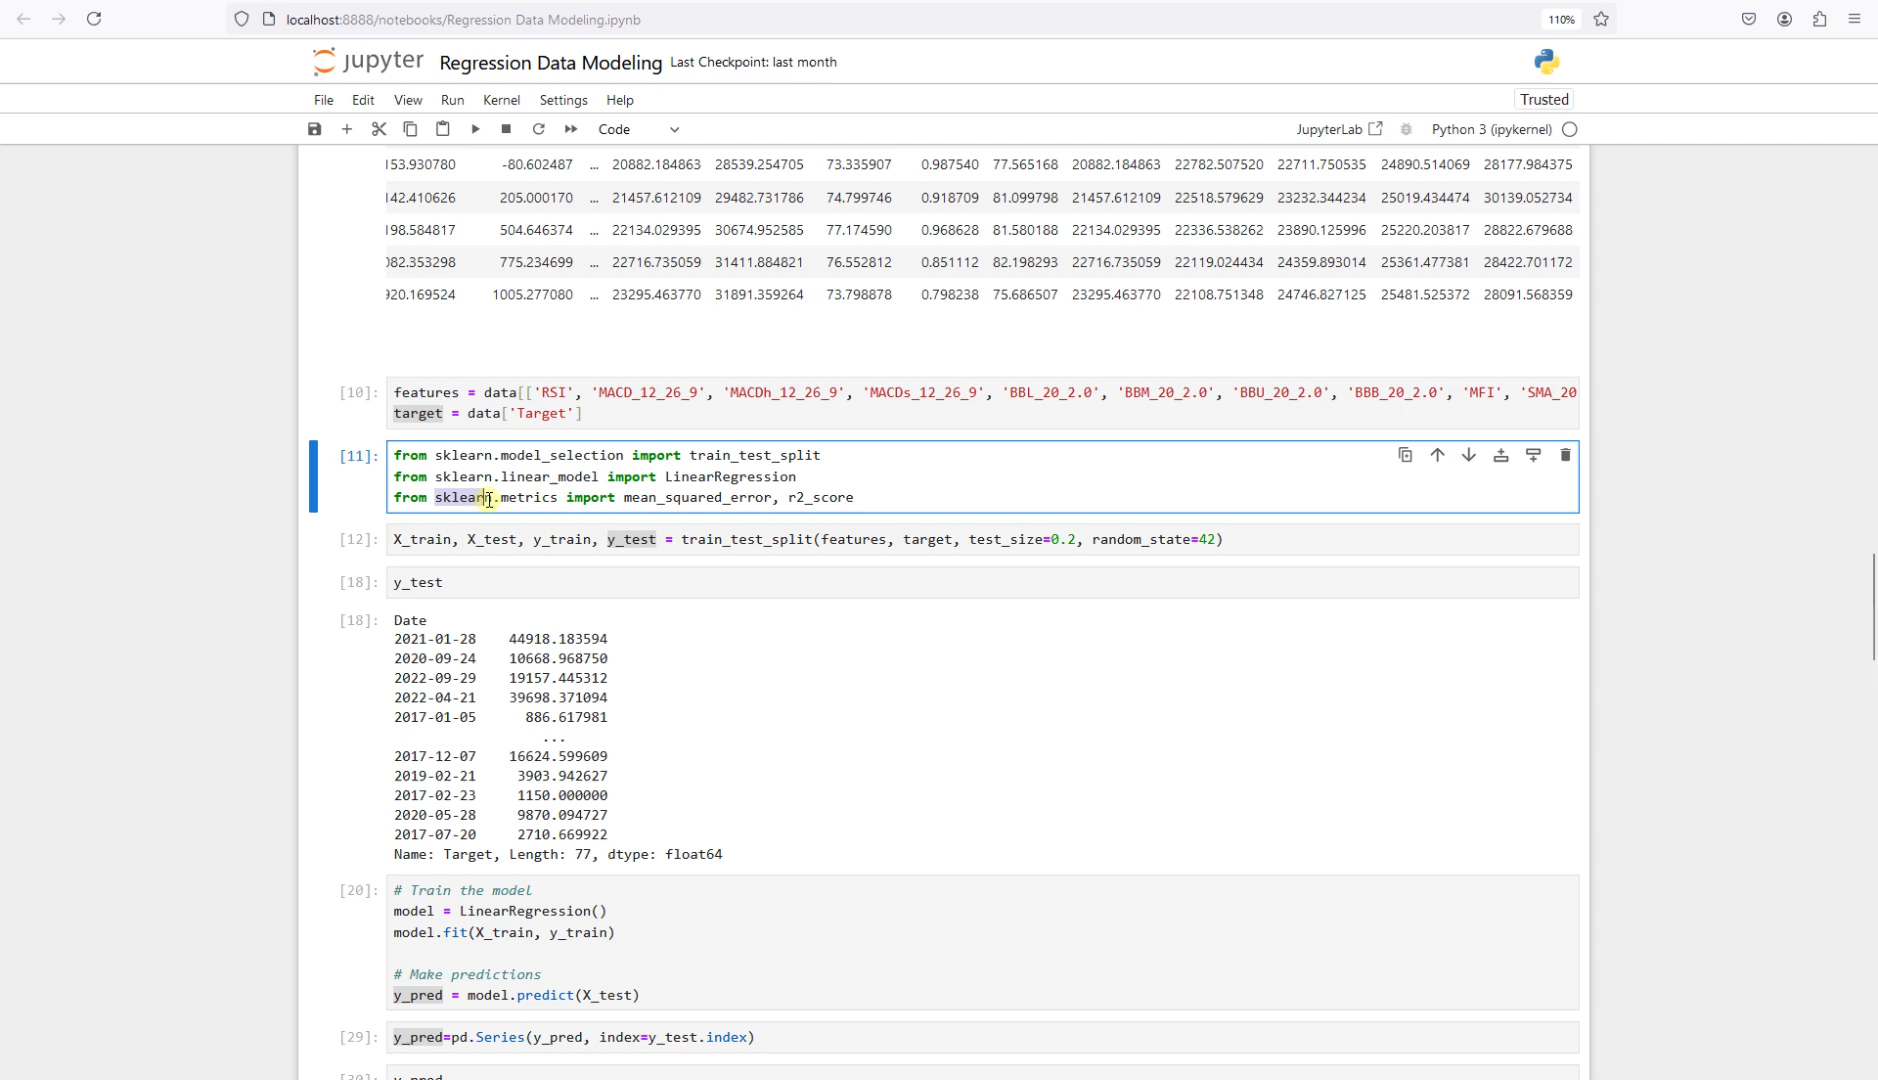 localhost:8888/notebooks/Regression Data Modeling.ipynb
110%
jupyter Regression Data Modeling Last Checkpoint: last month
File Edit View Run Kernel Settings Help
Trusted
Code
JupyterLab Python 3 (ipykernel)
153.930780 -80.602487 ... 20882.184863 28539.254705 73.335907 0.987540 77.565168 20882.184863 22782.507520 22711.750535 24890.514069 28177.984375
142.410626 205.000170 ... 21457.612109 29482.731786 74.799746 0.918709 81.099798 21457.612109 22518.579629 23232.344234 25019.434474 30139.052734
198.584817 504.646374 ... 22134.029395 30674.952585 77.174590 0.968628 81.580188 22134.029395 22336.538262 23890.125996 25220.203817 28822.679688
082.353298 775.234699 ... 22716.735059 31411.884821 76.552812 0.851112 82.198293 22716.735059 22119.024434 24359.893014 25361.477381 28422.701172
920.169524 1005.277080 ... 23295.463770 31891.359264 73.798878 0.798238 75.686507 23295.463770 22108.751348 24746.827125 25481.525372 28091.568359
[10]: features = data[['RSI', 'MACD_12_26_9', 'MACDh_12_26_9', 'MACDs_12_26_9', 'BBL_20_2.0', 'BBM_20_2.0', 'BBU_20_2.0', 'BBB_20_2.0', 'MFI', 'SMA_20
target = data['Target']
[11]: from sklearn.model_selection import train_test_split
from sklearn.linear_model import LinearRegression
from sklearn.metrics import mean_squared_error, r2_score
[12]: X_train, X_test, y_train, y_test = train_test_split(features, target, test_size=0.2, random_state=42)
[18]: y_test
[18]: Date
2021-01-28 44918.183594
2020-09-24 10668.968750
2022-09-29 19157.445312
2022-04-21 39698.371094
2017-01-05 886.617981
...
2017-12-07 16624.599609
2019-02-21 3903.942627
2017-02-23 1150.000000
2020-05-28 9870.094727
2017-07-20 2710.669922
Name: Target, Length: 77, dtype: float64
[20]: # Train the model
model = LinearRegression()
model.fit(X_train, y_train)
# Make predictions
y_pred = model.predict(X_test)
[29]: y_pred=pd.Series(y_pred, index=y_test.index)
[30]: y_pred